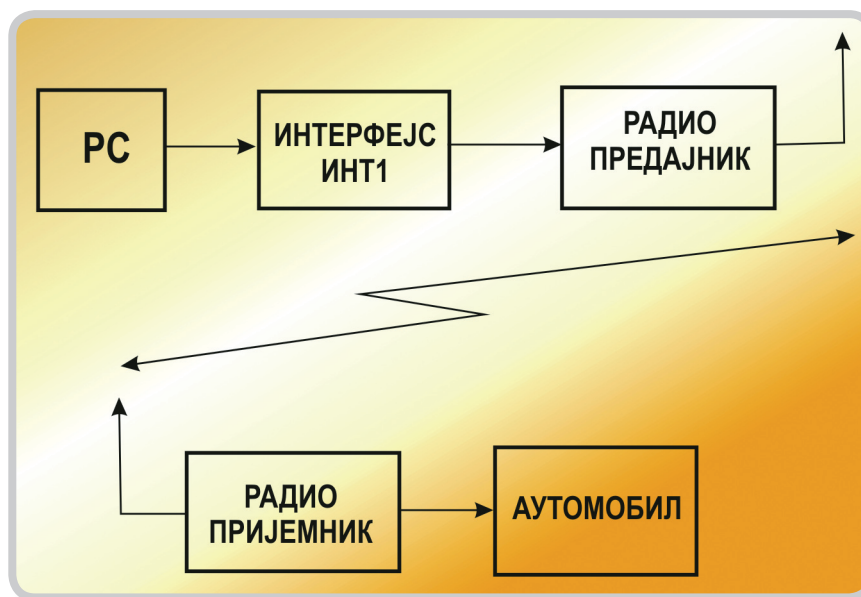 PC
ИНТЕРФЕЈС
ИНТ1
РАДИО
ПРЕДАЈНИК
РАДИО
ПРИЈЕМНИК
АУТОМОБИЛ